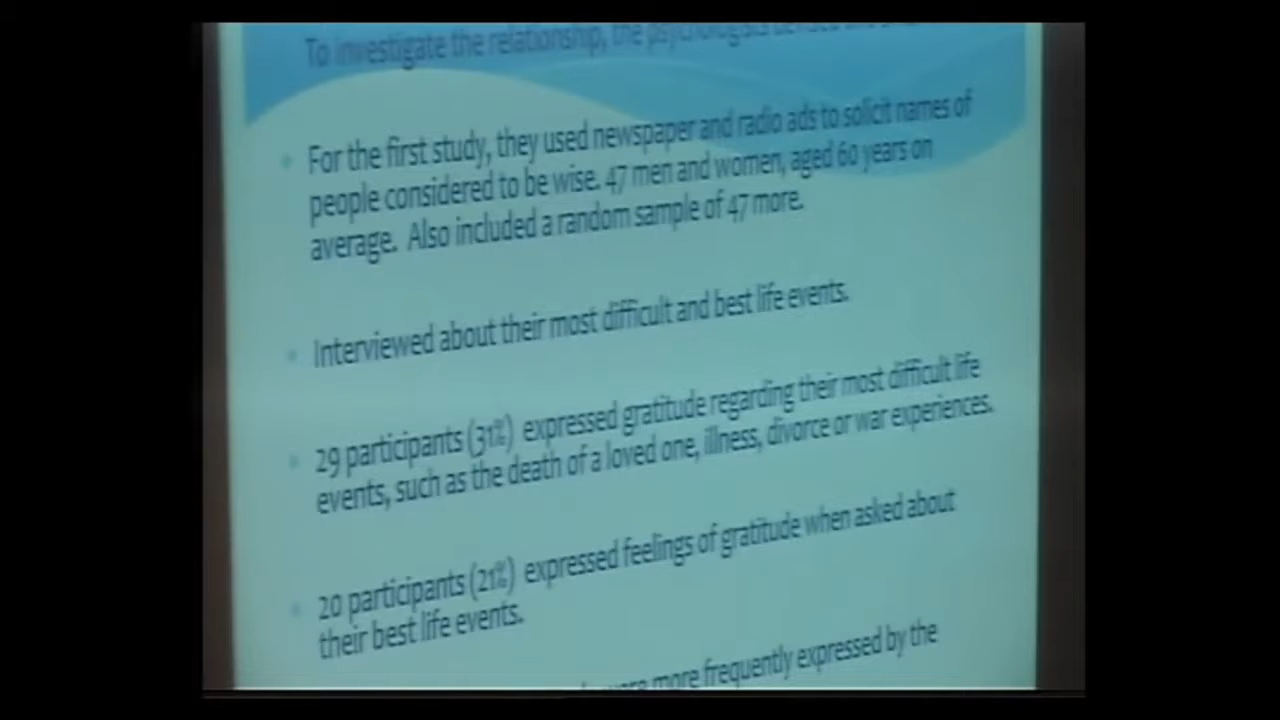 To investigate the relationship, the psychologists devised
For the first study, they used newspaper and radio ads to solicit names of
people considered to be wise. 47 men and women, aged 60 years on
average. Also included a random sample of 47 more.
Interviewed about their most difficult and best life events.
29 participants (31%) expressed gratitude regarding their most difficult life
events, such as the death of a loved one, illness, divorce or war experiences.
20 participants (21%) expressed feelings of gratitude when asked about
their best life events.
were more frequently expressed by the